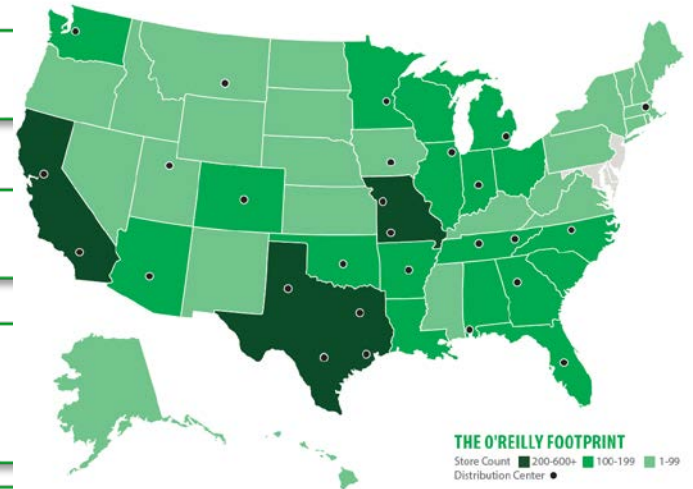 THE O'REILLY FOOTPRINT
Store Count 200-600+ 100-199 1-99
Distribution Center